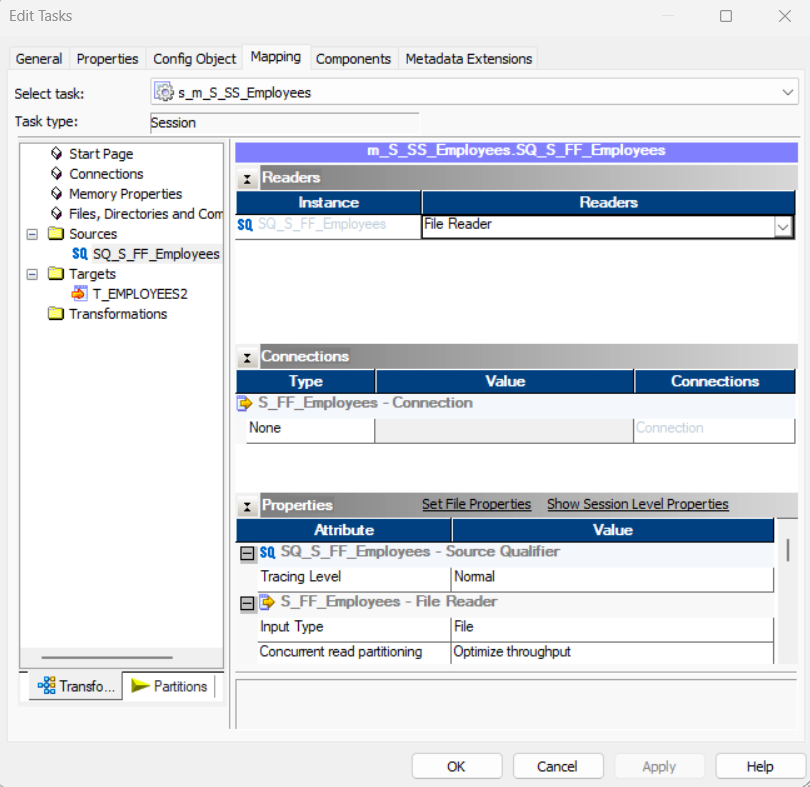 Edit Tasks
General Properties Config Object Mapping Components Metadata Extensions
Select task: s_m_S_SS_Employees
Task type: Session
Start Page
Connections
Memory Properties
Files, Directories and Com
Sources
SQ SQ_S_FF_Employees
Targets
T_EMPLOYEES2
Transformations
Transfo... Partitions
m_S_SS_Employees.SQ_S_FF_Employees
Readers
Instance Readers
SQ SQ_S_FF_Employees File Reader
Connections
Type Value Connections
S_FF_Employees - Connection
None Connection
Properties Set File Properties Show Session Level Properties
Attribute Value
SQ SQ_S_FF_Employees - Source Qualifier
Tracing Level Normal
S_FF_Employees - File Reader
Input Type File
Concurrent read partitioning Optimize throughput
OK Cancel Apply Help